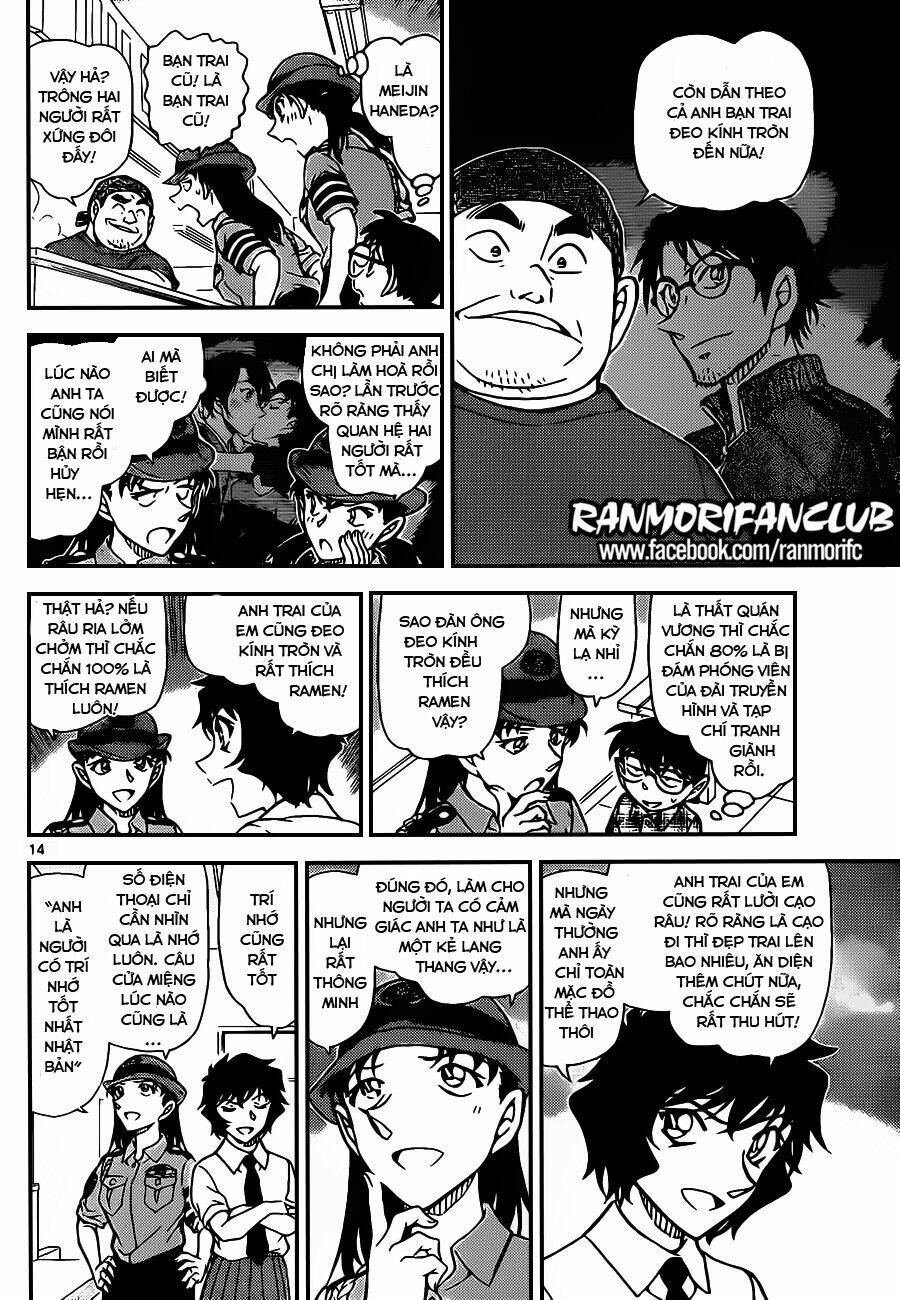 CÒN DẪN THEO
CẢ ANH BẠN TRAI
ĐEO KÍNH TRÒN
ĐẾN NỮA!
LÀ
MEIJIN
HANEDA?
BẠN TRAI
CŨ! LÀ
BẠN TRAI
CŨ!
VẬY HẢ?
TRÔNG HAI
NGƯỜI RẤT
XỨNG ĐÔI
ĐẤY!
KHÔNG PHẢI ANH
CHỊ LÀM HOÀ RỒI
SAO? LẦN TRƯỚC
RÕ RÀNG THẤY
QUAN HỆ HAI
NGƯỜI RẤT
TỐT MÀ...
AI MÀ
BIẾT
ĐƯỢC!
LÚC NÀO
ANH TA
CŨNG NÓI
MÌNH RẤT
BẬN RỒI
HỦY
HẸN...
RANMORIFANCLUB
www.facebook.com/ranmorifc
LÀ THẤT QUÁN
VƯƠNG THÌ CHẮC
CHẮN 80% LÀ BỊ
ĐÁM PHÓNG VIÊN
CỦA ĐÀI TRUYỀN
HÌNH VÀ TẠP
CHÍ TRANH
GIÀNH
RỒI.
NHƯNG
MÀ KỲ
LẠ NHỈ
...
SAO ĐÀN ÔNG
ĐEO KÍNH
TRÒN ĐỀU
THÍCH
RAMEN
VẬY?
ANH TRAI CỦA
EM CŨNG ĐEO
KÍNH TRÒN VÀ
RẤT THÍCH
RAMEN!
THẬT HẢ? NẾU
RÂU RIA LỞM
CHỞM THÌ CHẮC
CHẮN 100% LÀ
THÍCH RAMEN
LUÔN!
14
ANH TRAI CỦA EM
CŨNG RẤT LƯỜI CẠO
RÂU! RÕ RÀNG LÀ CẠO
ĐI THÌ ĐẸP TRAI LÊN
BAO NHIÊU, ĂN DIỆN
THÊM CHÚT NỮA,
CHẮC CHẮN SẼ
RẤT THU HÚT!
NHƯNG
MÀ NGÀY
THƯỜNG
ANH ẤY
CHỈ TOÀN
MẶC ĐỒ
THỂ THAO
THÔI
ĐÚNG ĐÓ, LÀM CHO
NGƯỜI TA CÓ CẢM
GIÁC ANH TA NHƯ LÀ
MỘT KẺ LANG
THANG VẬY...
NHƯNG
LẠI
RẤT
THÔNG
MINH
TRÍ
NHỚ
CŨNG
RẤT
TỐT
SỐ ĐIỆN
THOẠI CHỈ
CẦN NHÌN
QUA LÀ NHỚ
LUÔN. CÂU
CỬA MIỆNG
LÚC NÀO
CŨNG LÀ
...
"ANH
LÀ
NGƯỜI
CÓ TRÍ
NHỚ
TỐT
NHẤT
NHẬT
BẢN"